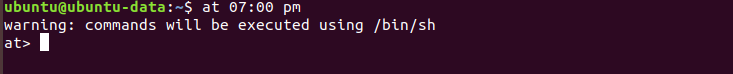 ubuntu@ubuntu-data:~$ at 07:00 pm
warning: commands will be executed using /bin/sh
at>